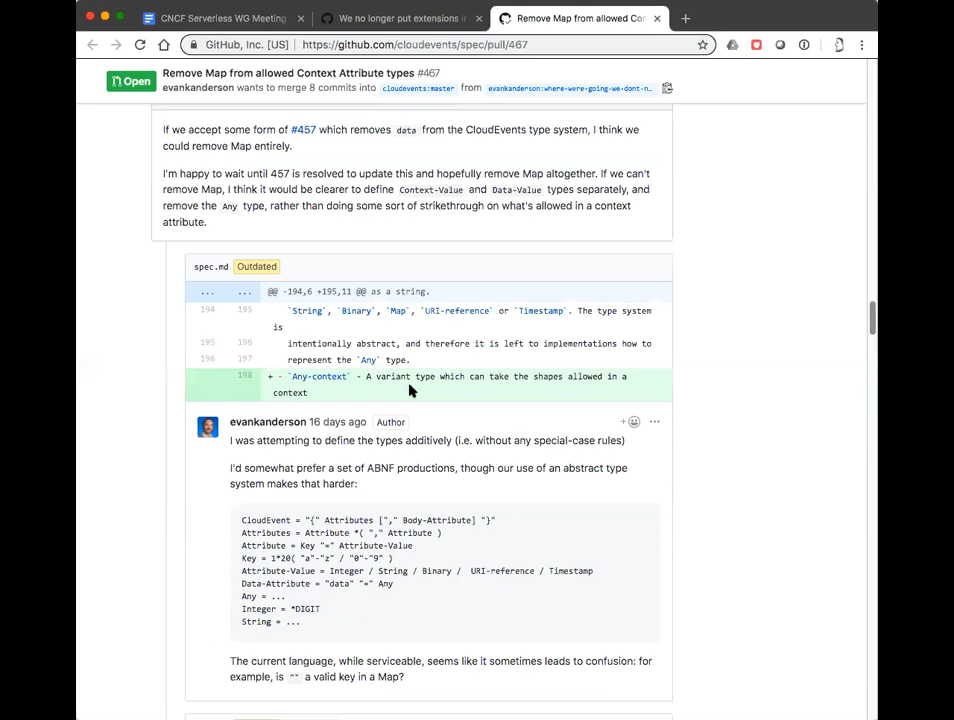 CNCF Serverless WG Meeting
We no longer put extensions i
Remove Map from allowed Co
GitHub, Inc. [US] | https://github.com/cloudevents/spec/pull/467
Open
Remove Map from allowed Context Attribute types #467
evankanderson wants to merge 8 commits into cloudevents:master from evankanderson:where-were-going-we-dont-n…
If we accept some form of #457 which removes data from the CloudEvents type system, I think we
could remove Map entirely.
I'm happy to wait until 457 is resolved to update this and hopefully remove Map altogether. If we can't
remove Map, I think it would be clearer to define Context-Value and Data-Value types separately, and
remove the Any type, rather than doing some sort of strikethrough on what's allowed in a context
attribute.
spec.md Outdated
... ... @@ -194,6 +195,11 @@ as a string.
194 195 `String`, `Binary`, `Map`, `URI-reference` or `Timestamp`. The type system
is
195 196 intentionally abstract, and therefore it is left to implementations how to
196 197 represent the `Any` type.
198 + - `Any-context` - A variant type which can take the shapes allowed in a
context
evankanderson 16 days ago Author
I was attempting to define the types additively (i.e. without any special-case rules)
I'd somewhat prefer a set of ABNF productions, though our use of an abstract type
system makes that harder:
CloudEvent = "{" Attributes ["," Body-Attribute] "}"
Attributes = Attribute *( "," Attribute )
Attribute = Key "=" Attribute-Value
Key = 1*20( "a"-"z" / "0"-"9" )
Attribute-Value = Integer / String / Binary / URI-reference / Timestamp
Data-Attribute = "data" "=" Any
Any = ...
Integer = *DIGIT
String = ...
The current language, while serviceable, seems like it sometimes leads to confusion: for
example, is "" a valid key in a Map?